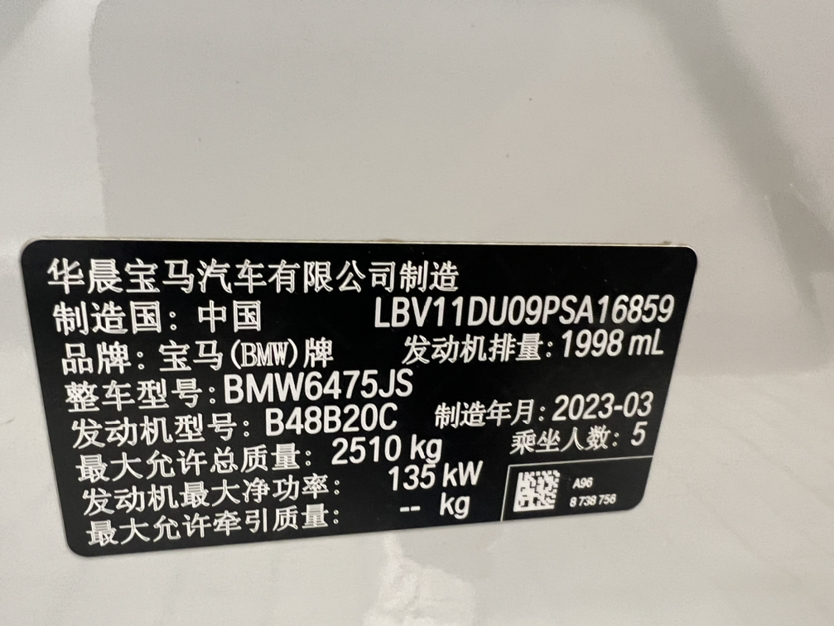 华晨宝马汽车有限公司制造
制造国：中国 LBV11DU09PSA16859
品牌：宝马(BMW)牌 发动机排量：1998 mL
整车型号：BMW6475JS
发动机型号：B48B20C 制造年月：2023-03
最大允许总质量：2510 kg 乘坐人数：5
发动机最大净功率：135 kW
最大允许牵引质量：-- kg
A96
8 738 756